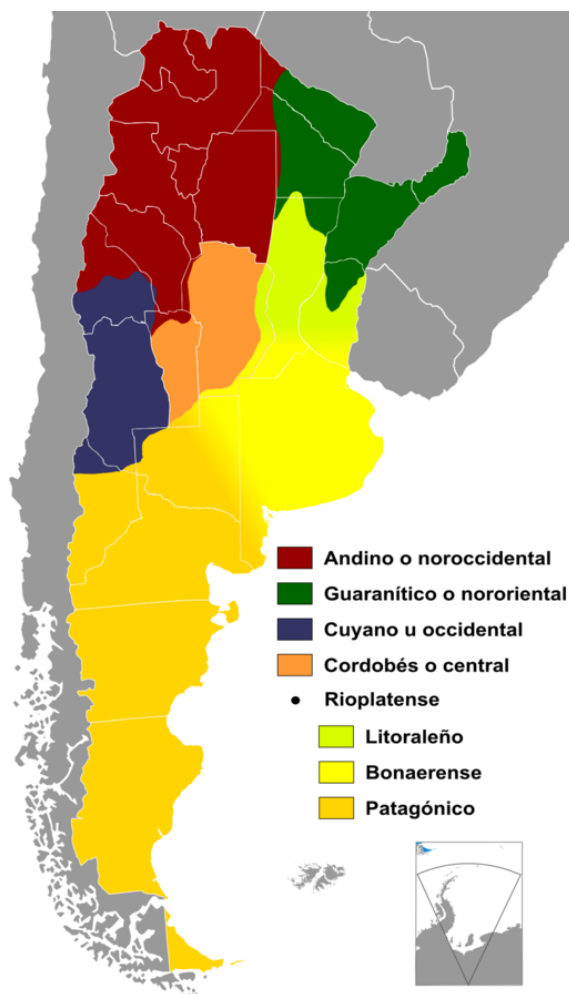 Andino o noroccidental
Guaranítico o nororiental
Cuyano u occidental
Cordobés o central
Rioplatense
Litoraleño
Bonaerense
Patagónico